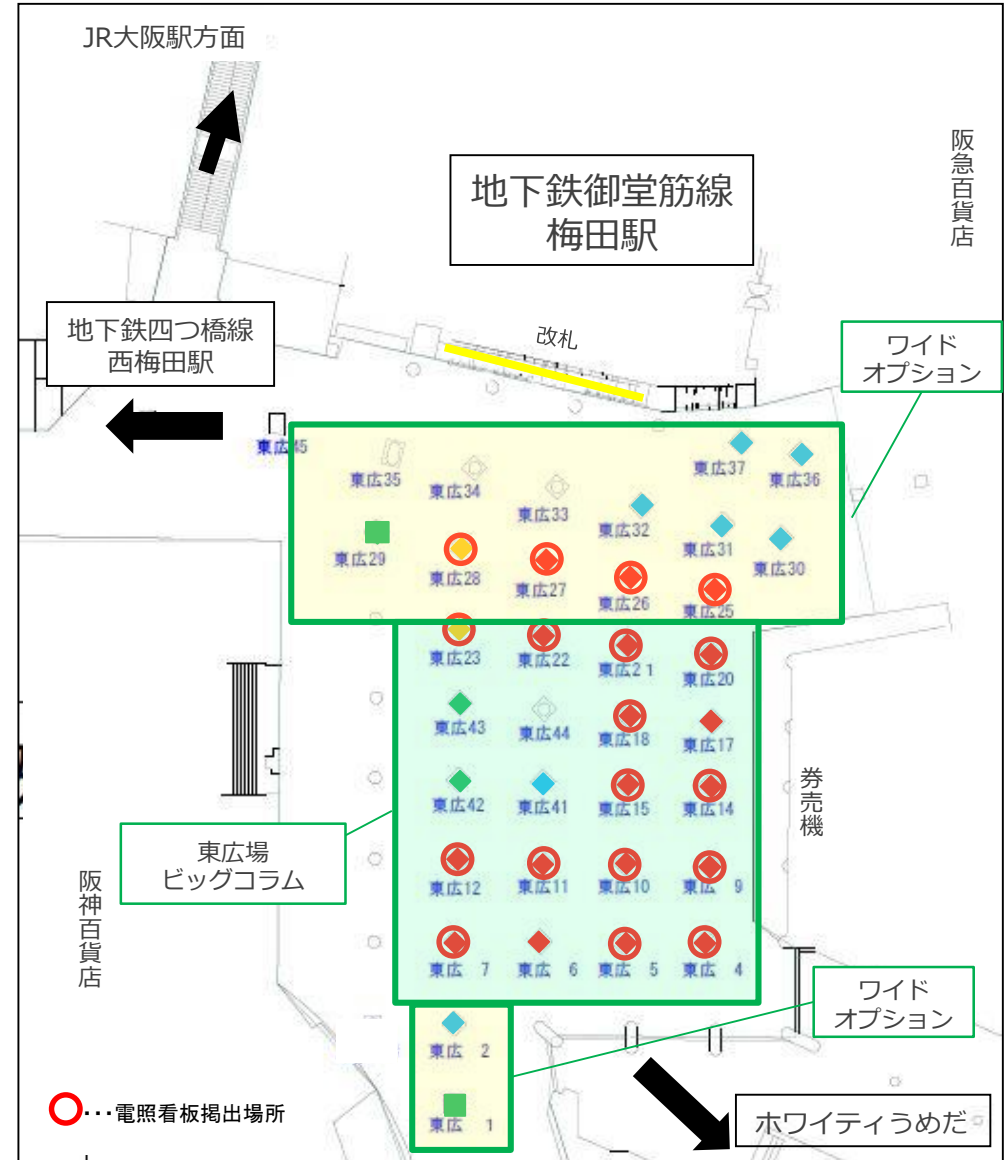 JR大阪駅方面
阪急百貨店
地下鉄御堂筋線
梅田駅
地下鉄四つ橋線
西梅田駅
改札
ワイド
オプション
東広45
東広37
東広36
東広35
東広34
東広33
東広32
東広31
東広30
東広29
東広28
東広27
東広26
東広25
東広23
東広22
東広21
東広20
東広43
東広44
東広18
東広17
東広42
東広41
東広15
東広14
券売機
東広場
ビッグコラム
阪神百貨店
東広12
東広11
東広10
東広 9
東広 7
東広 6
東広 5
東広 4
ワイド
オプション
東広 2
東広 1
・・・電照看板掲出場所
ホワイティうめだ